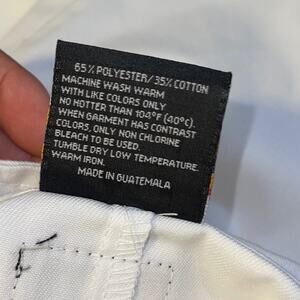 65% POLYESTER/35% COTTON
MACHINE WASH WARM
WITH LIKE COLORS ONLY
NO HOTTER THAN 104°F (40°C).
WHEN GARMENT HAS CONTRAST
COLORS, ONLY NON CHLORINE
BLEACH TO BE USED.
TUMBLE DRY LOW TEMPERATURE.
WARM IRON.
MADE IN GUATEMALA